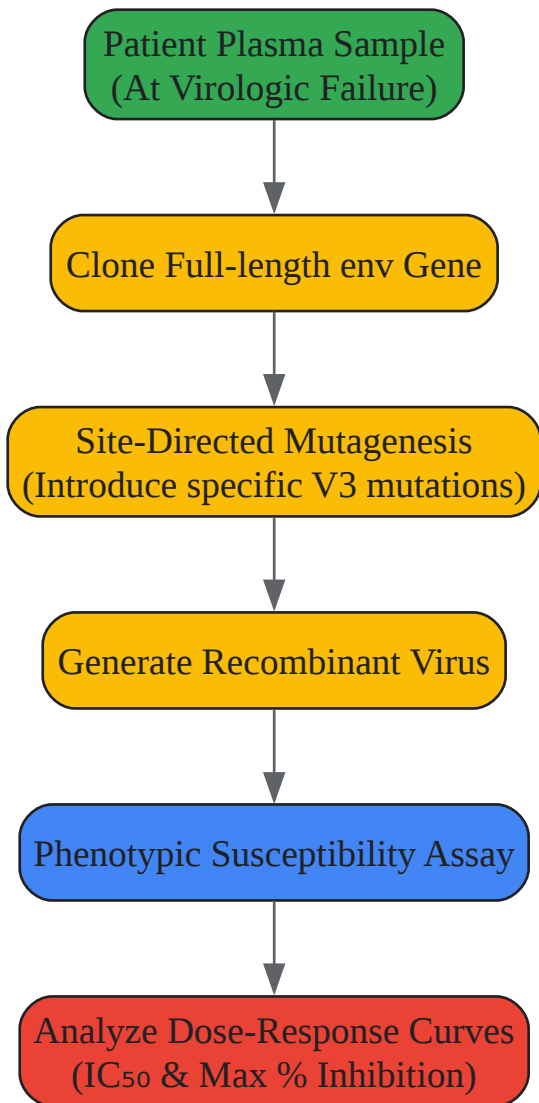 Patient Plasma Sample
(At Virologic Failure)
Clone Full-length env Gene
Site-Directed Mutagenesis
(Introduce specific V3 mutations)
Generate Recombinant Virus
Phenotypic Susceptibility Assay
Analyze Dose-Response Curves
(IC₅₀ & Max % Inhibition)